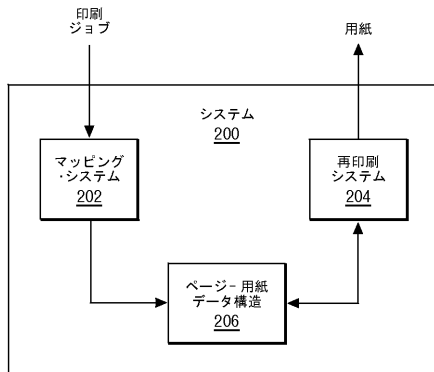 印刷
ジョブ
用紙
システム
200
マッピング
・システム
202
再印刷
システム
204
ページ-用紙
データ構造
206